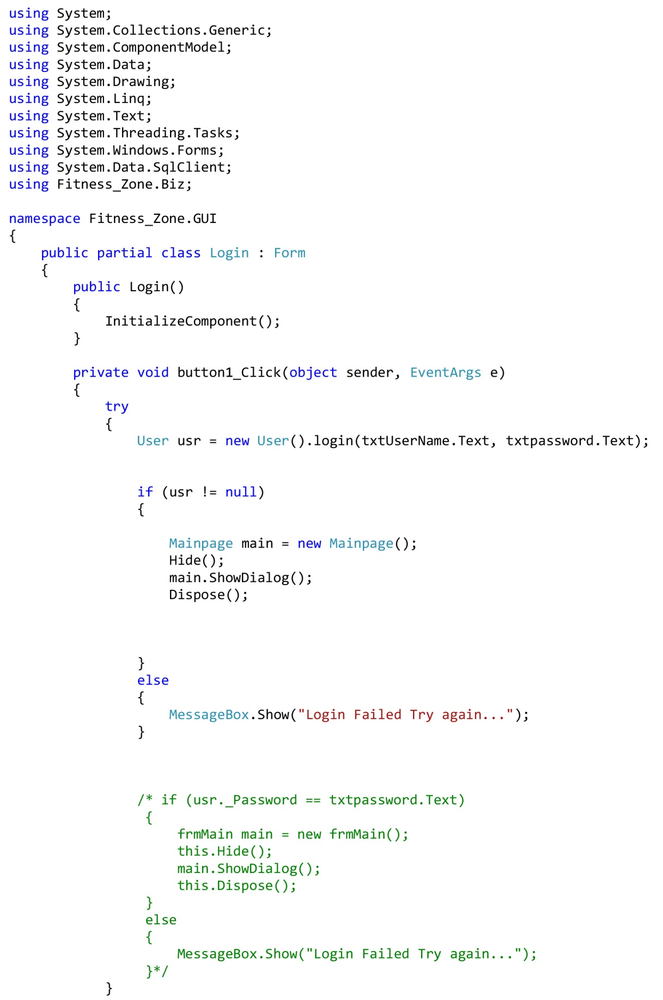 using System;
using System.Collections.Generic;
using System.ComponentModel;
using System.Data;
using System.Drawing;
using System.Linq;
using System.Text;
using System.Threading.Tasks;
using System.Windows.Forms;
using System.Data.SqlClient;
using Fitness_Zone.Biz;

namespace Fitness_Zone.GUI
{
    public partial class Login : Form
    {
        public Login()
        {
            InitializeComponent();
        }

        private void button1_Click(object sender, EventArgs e)
        {
            try
            {
                User usr = new User().login(txtUserName.Text, txtpassword.Text);


                if (usr != null)
                {

                    Mainpage main = new Mainpage();
                    Hide();
                    main.ShowDialog();
                    Dispose();



                }
                else
                {
                    MessageBox.Show("Login Failed Try again...");
                }



                /* if (usr._Password == txtpassword.Text)
                 {
                     frmMain main = new frmMain();
                     this.Hide();
                     main.ShowDialog();
                     this.Dispose();
                 }
                 else
                 {
                     MessageBox.Show("Login Failed Try again...");
                 }*/
            }